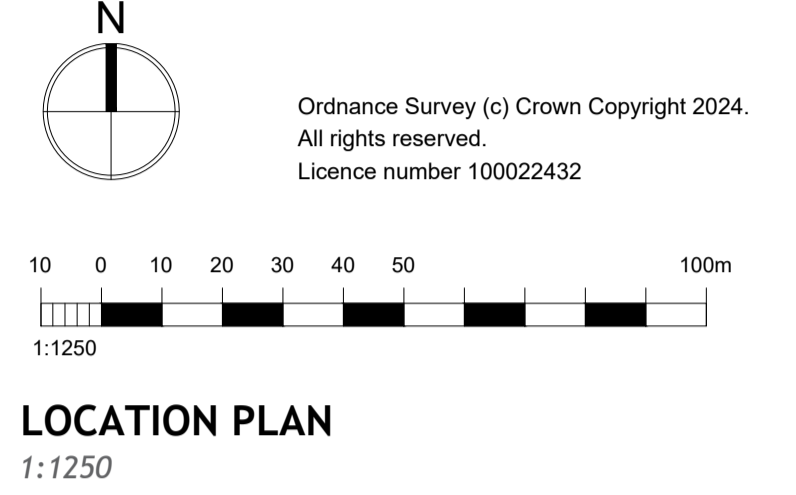 N
Ordnance Survey (c) Crown Copyright 2024.
All rights reserved.
Licence number 100022432
10 0 10 20 30 40 50 100m
1:1250
LOCATION PLAN
1:1250